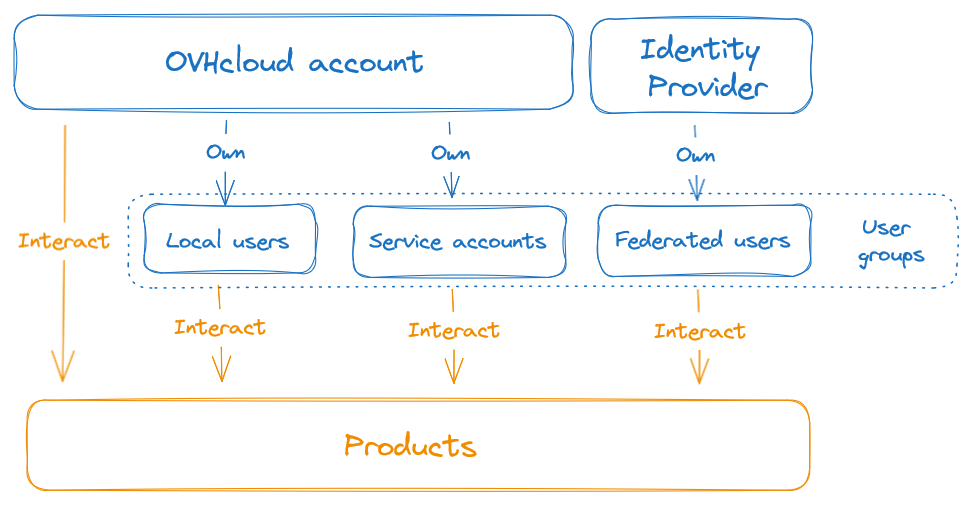 OVHcloud account
Identity
Provider
Own
Own
Own
Interact
Local users
Service accounts
Federated users
User
groups
Interact
Interact
Interact
Products